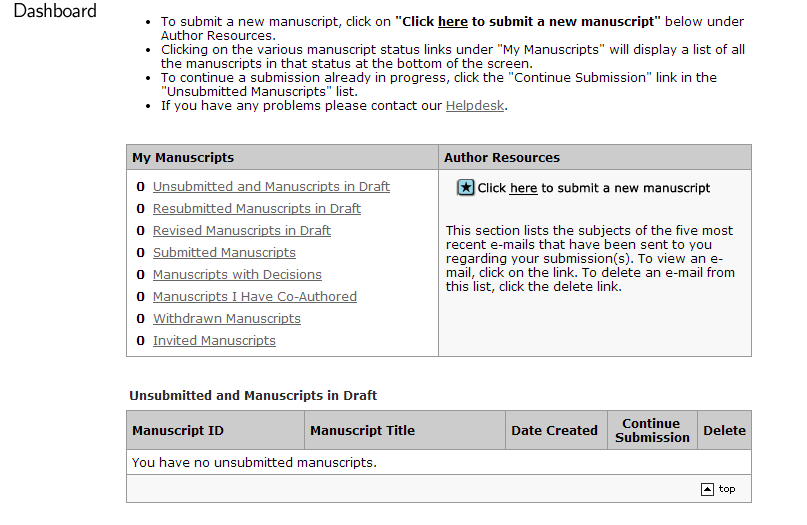 Dashboard
• To submit a new manuscript, click on "Click here to submit a new manuscript" below under
Author Resources.
• Clicking on the various manuscript status links under "My Manuscripts" will display a list of all
the manuscripts in that status at the bottom of the screen.
• To continue a submission already in progress, click the "Continue Submission" link in the
"Unsubmitted Manuscripts" list.
• If you have any problems please contact our Helpdesk.
My Manuscripts
0 Unsubmitted and Manuscripts in Draft
0 Resubmitted Manuscripts in Draft
0 Revised Manuscripts in Draft
0 Submitted Manuscripts
0 Manuscripts with Decisions
0 Manuscripts I Have Co-Authored
0 Withdrawn Manuscripts
0 Invited Manuscripts
Author Resources
Click here to submit a new manuscript
This section lists the subjects of the five most
recent e-mails that have been sent to you
regarding your submission(s). To view an e-
mail, click on the link. To delete an e-mail from
this list, click the delete link.
Unsubmitted and Manuscripts in Draft
Manuscript ID Manuscript Title Date Created Continue Submission Delete
You have no unsubmitted manuscripts.
top